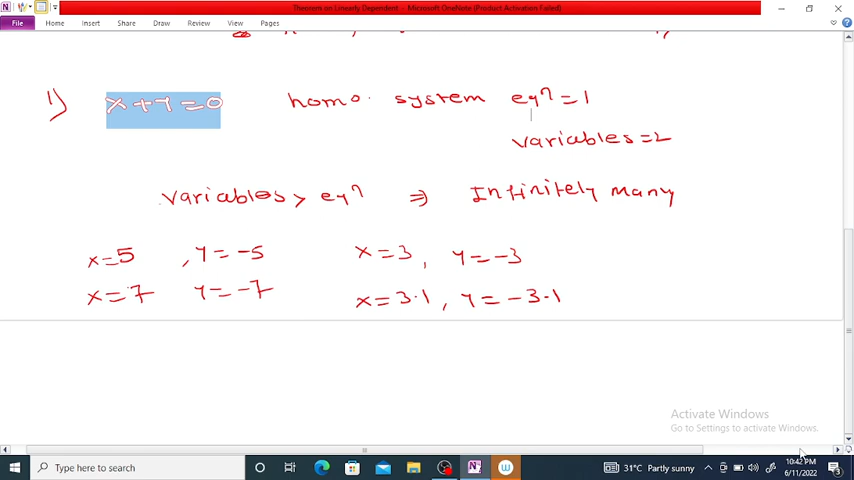 Theorem on Linearly Dependent - Microsoft OneNote (Product Activation Failed)
File Home Insert Share Draw Review View Pages
1) x + y = 0 homo. system eqn = 1
variables = 2
variables > eqn ⇒ Infinitely many
x = 5 , y = -5 x = 3 , y = -3
x = 7 y = -7 x = 3.1 , y = -3.1
Activate Windows
Go to Settings to activate Windows.
Type here to search 31°C Partly sunny 10:42 PM
6/11/2022 3